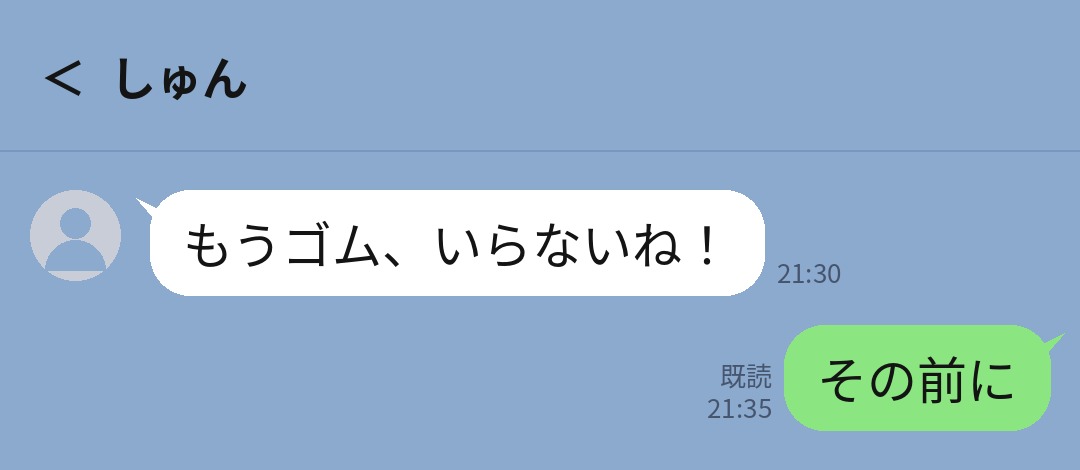 ＜ しゅん
もうゴム、いらないね！
21:30
その前に
既読
21:35